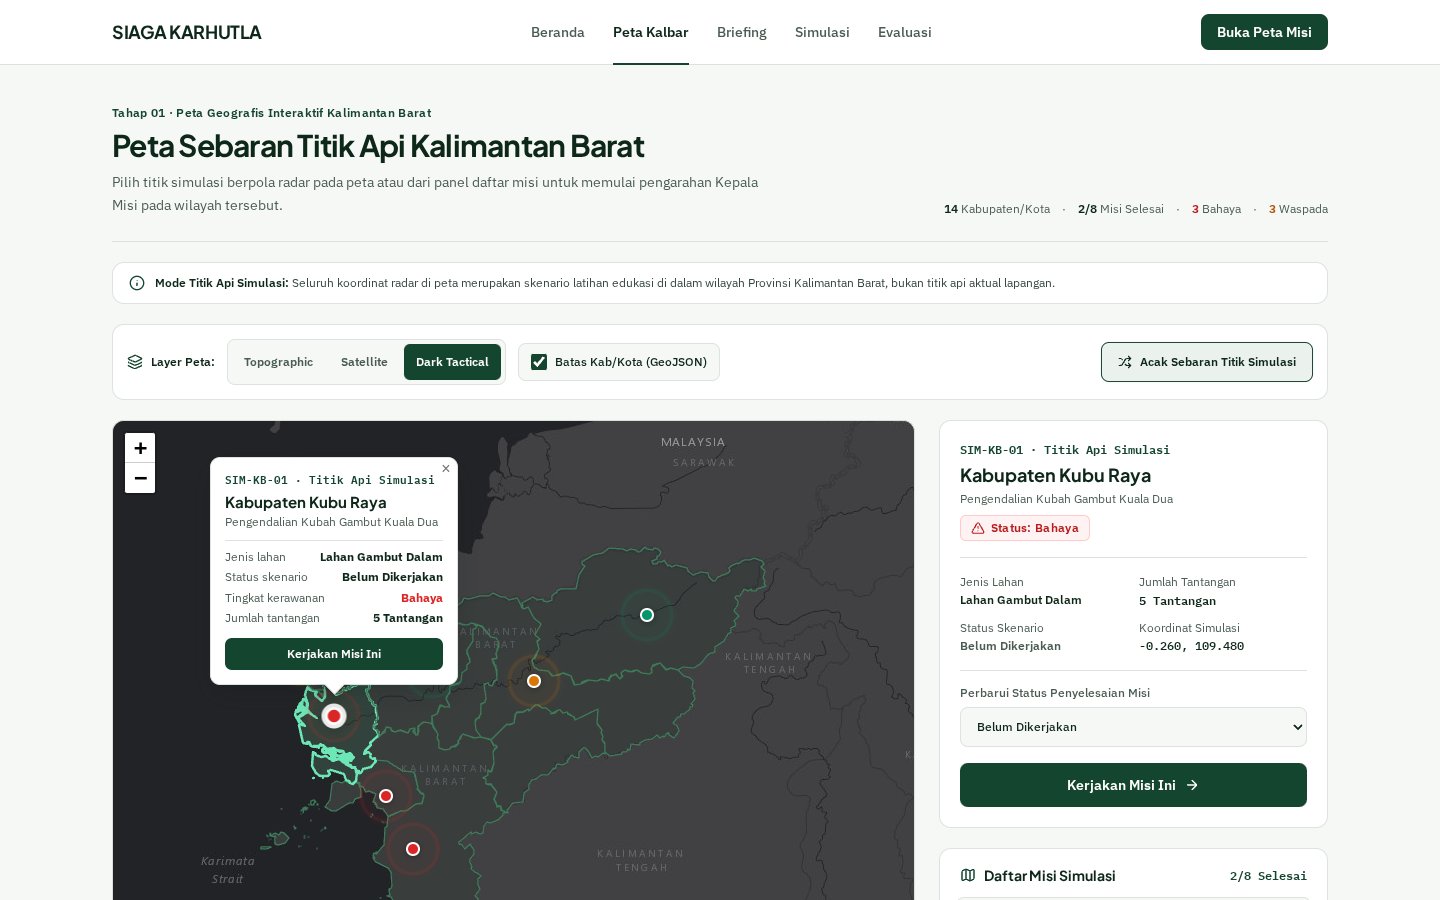 SIAGA KARHUTLA
Beranda
Peta Kalbar
Briefing
Simulasi
Evaluasi
Buka Peta Misi
Tahap 01 · Peta Geografis Interaktif Kalimantan Barat
Peta Sebaran Titik Api Kalimantan Barat
Pilih titik simulasi berpola radar pada peta atau dari panel daftar misi untuk memulai pengarahan Kepala
Misi pada wilayah tersebut.
14 Kabupaten/Kota · 2/8 Misi Selesai · 3 Bahaya · 3 Waspada
Mode Titik Api Simulasi: Seluruh koordinat radar di peta merupakan skenario latihan edukasi di dalam wilayah Provinsi Kalimantan Barat, bukan titik api aktual lapangan.
Layer Peta:
Topographic
Satellite
Dark Tactical
Batas Kab/Kota (GeoJSON)
Acak Sebaran Titik Simulasi
+
−
MALAYSIA
SARAWAK
×
SIM-KB-01 · Titik Api Simulasi
Kabupaten Kubu Raya
Pengendalian Kubah Gambut Kuala Dua
Jenis lahan Lahan Gambut Dalam
Status skenario Belum Dikerjakan
Tingkat kerawanan Bahaya
Jumlah tantangan 5 Tantangan
Kerjakan Misi Ini
KALIMANTAN
BARAT
KALIMANTAN
TENGAH
KALIMANTAN
BARAT
KALIMANTAN
TENGAH
Karimata
Strait
SIM-KB-01 · Titik Api Simulasi
Kabupaten Kubu Raya
Pengendalian Kubah Gambut Kuala Dua
Status: Bahaya
Jenis Lahan
Lahan Gambut Dalam
Jumlah Tantangan
5 Tantangan
Status Skenario
Belum Dikerjakan
Koordinat Simulasi
-0.260, 109.480
Perbarui Status Penyelesaian Misi
Belum Dikerjakan
Kerjakan Misi Ini →
Daftar Misi Simulasi
2/8 Selesai